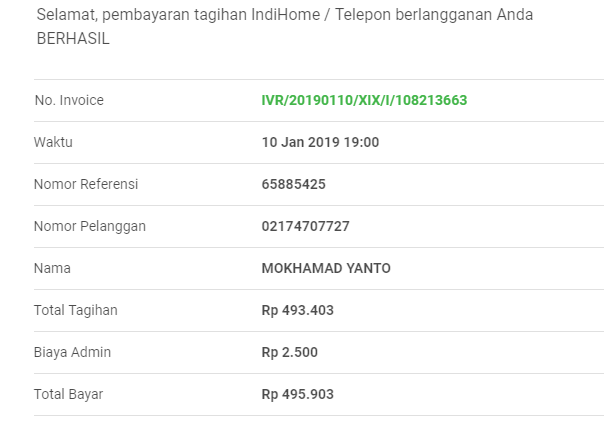 Selamat, pembayaran tagihan IndiHome / Telepon berlangganan Anda
BERHASIL
No. Invoice IVR/20190110/XIX/I/108213663
Waktu 10 Jan 2019 19:00
Nomor Referensi 65885425
Nomor Pelanggan 02174707727
Nama MOKHAMAD YANTO
Total Tagihan Rp 493.403
Biaya Admin Rp 2.500
Total Bayar Rp 495.903